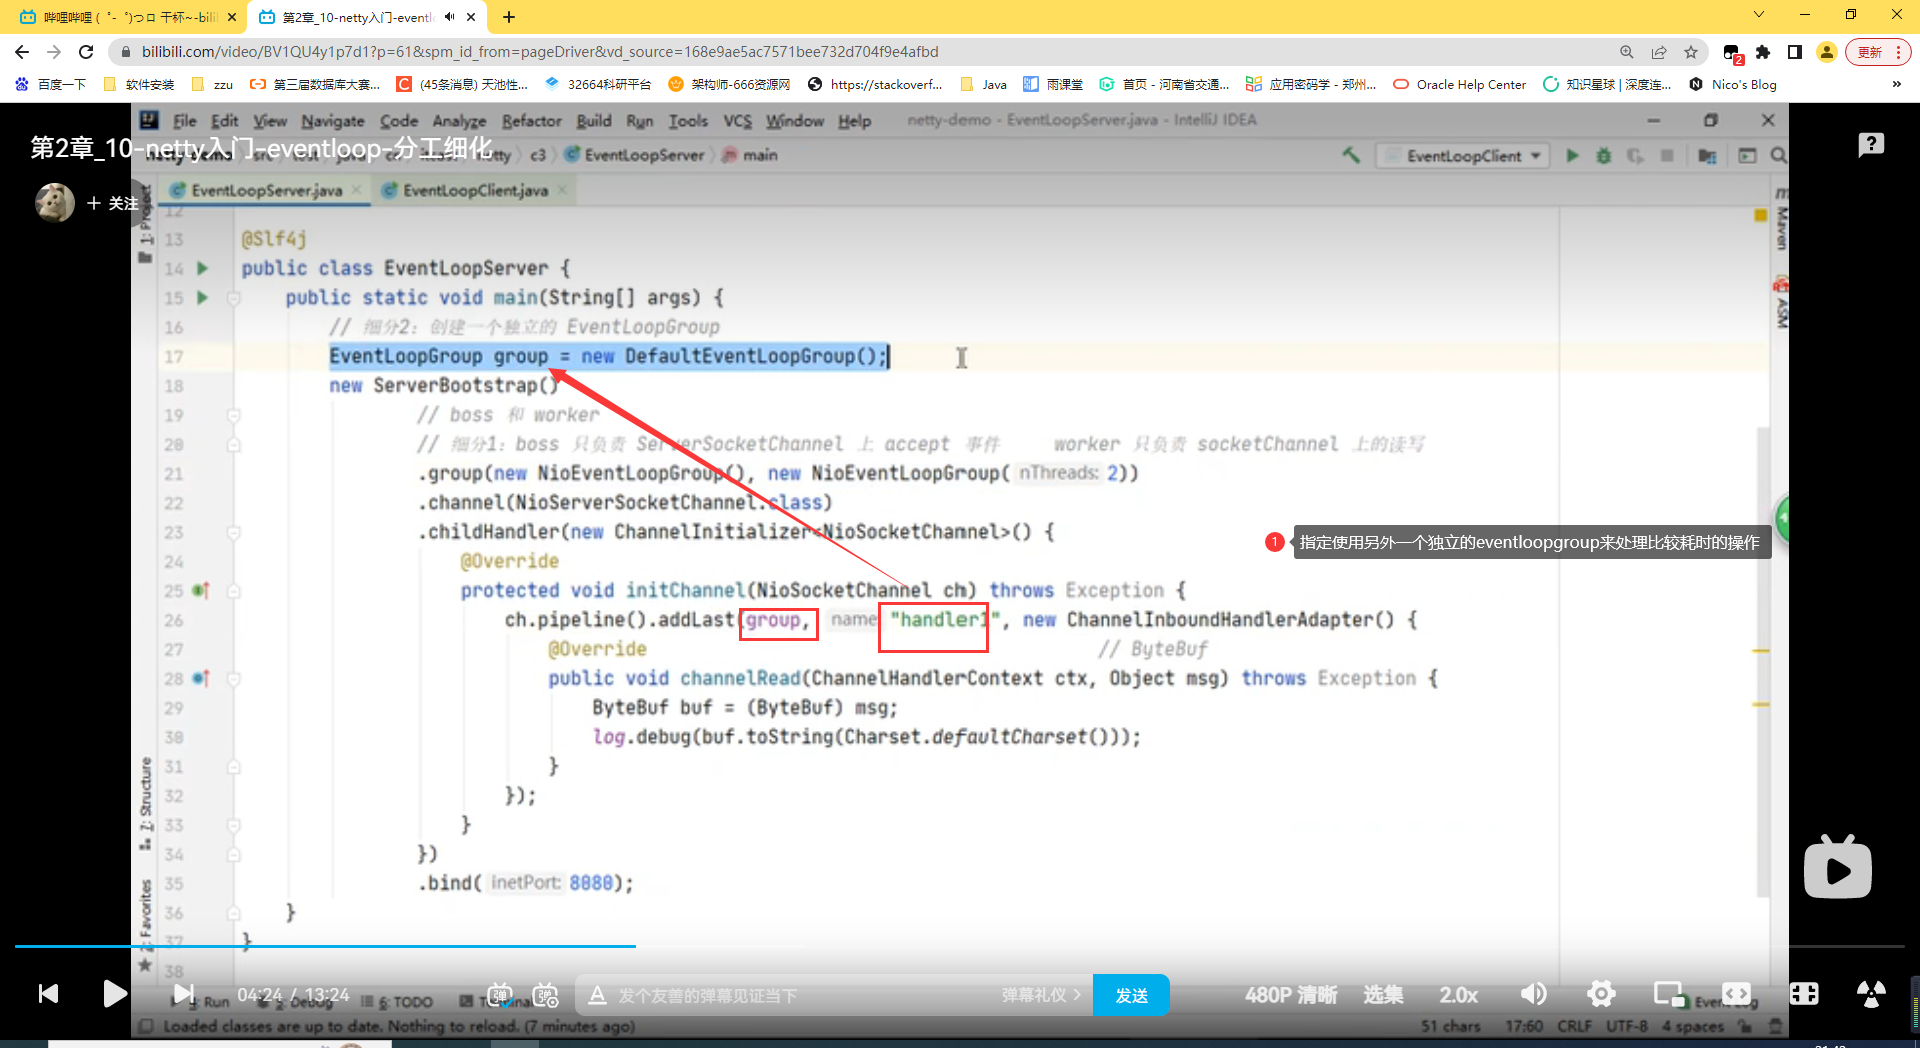 哔哩哔哩 (゜-゜)つロ 干杯~-bili
第2章_10-netty入门-eventl
bilibili.com/video/BV1QU4y1p7d1?p=61&spm_id_from=pageDriver&vd_source=168e9ae5ac7571bee732d704f9e4afbd
更新
百度一下 软件安装 zzu 第三届数据库大赛... (45条消息) 天池性... 32664科研平台 架构师-666资源网 https://stackoverf... Java 雨课堂 首页 - 河南省交通... 应用密码学 - 郑州... Oracle Help Center 知识星球 | 深度连... Nico's Blog »
File Edit View Navigate Code Analyze Refactor Build Run Tools VCS Window Help netty-demo - EventLoopServer.java - IntelliJ IDEA
第2章_10-netty入门-eventloop-分工细化
c3 EventLoopServer main
EventLoopClient
+ 关注
EventLoopServer.java EventLoopClient.java
1: Project
Maven
ASM
12
13 @Slf4j
14 public class EventLoopServer {
15 public static void main(String[] args) {
16 // 细分2：创建一个独立的 EventLoopGroup
17 EventLoopGroup group = new DefaultEventLoopGroup();
18 new ServerBootstrap()
19 // boss 和 worker
20 // 细分1：boss 只负责 ServerSocketChannel 上 accept 事件 worker 只负责 socketChannel 上的读写
21 .group(new NioEventLoopGroup(), new NioEventLoopGroup( nThreads: 2))
22 .channel(NioServerSocketChannel.class)
23 .childHandler(new ChannelInitializer<NioSocketChannel>() {
1 指定使用另外一个独立的eventloopgroup来处理比较耗时的操作
24 @Override
25 protected void initChannel(NioSocketChannel ch) throws Exception {
26 ch.pipeline().addLast(group, name "handler1", new ChannelInboundHandlerAdapter() {
27 @Override // ByteBuf
28 public void channelRead(ChannelHandlerContext ctx, Object msg) throws Exception {
29 ByteBuf buf = (ByteBuf) msg;
30 log.debug(buf.toString(Charset.defaultCharset()));
31 }
32 });
33 }
34 })
35 .bind( inetPort: 8080);
36 }
37 }
38
7: Structure
2: Favorites
04:24 / 13:24
发个友善的弹幕见证当下
弹幕礼仪 >
发送
480P 清晰 选集 2.0x
Run Debug 6: TODO
Loaded classes are up to date. Nothing to reload. (7 minutes ago)
51 chars 17:60 CRLF UTF-8 4 spaces